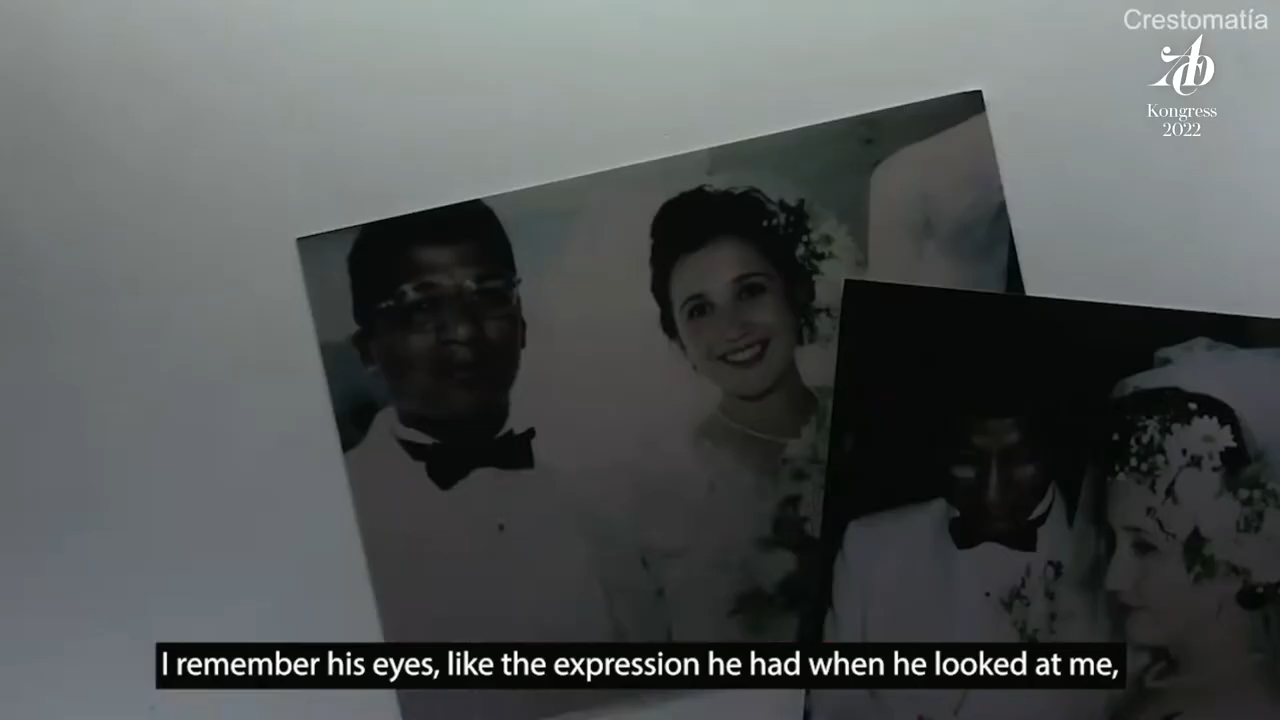 Crestomatía
Kongress
2022
I remember his eyes, like the expression he had when he looked at me,